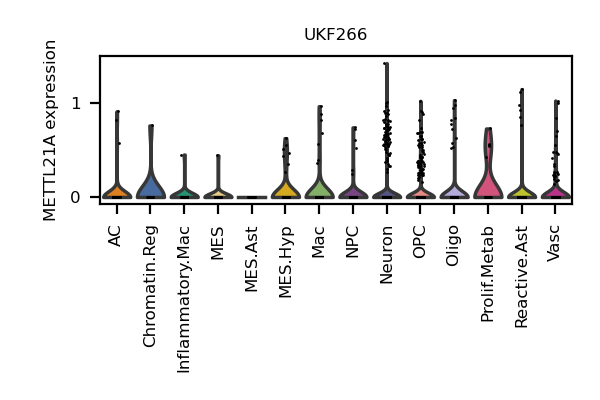 UKF266
METTL21A expression
1
0
AC
Chromatin.Reg
Inflammatory.Mac
MES
MES.Ast
MES.Hyp
Mac
NPC
Neuron
OPC
Oligo
Prolif.Metab
Reactive.Ast
Vasc